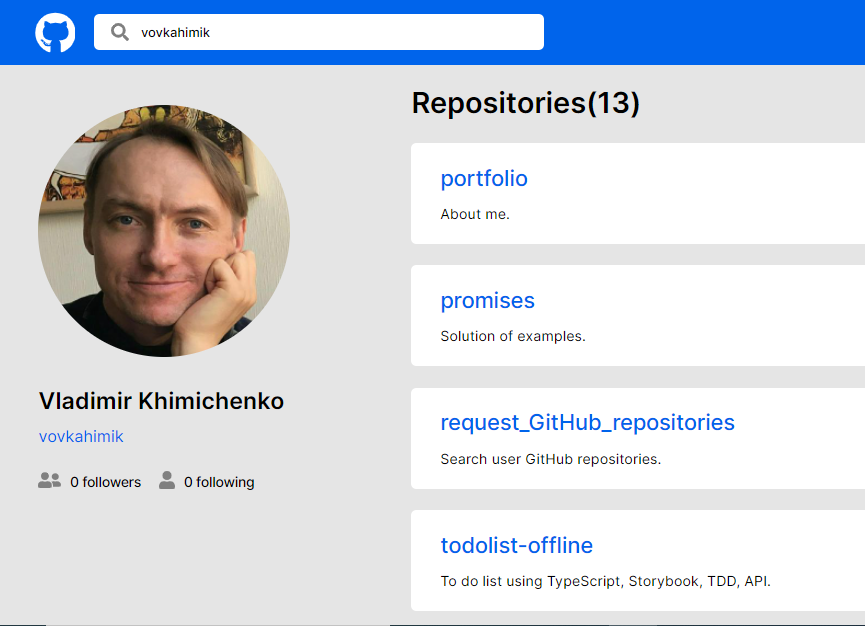 vovkahimik
Repositories(13)
portfolio
About me.
promises
Solution of examples.
request_GitHub_repositories
Search user GitHub repositories.
todolist-offline
To do list using TypeScript, Storybook, TDD, API.
Vladimir Khimichenko
vovkahimik
0 followers 0 following